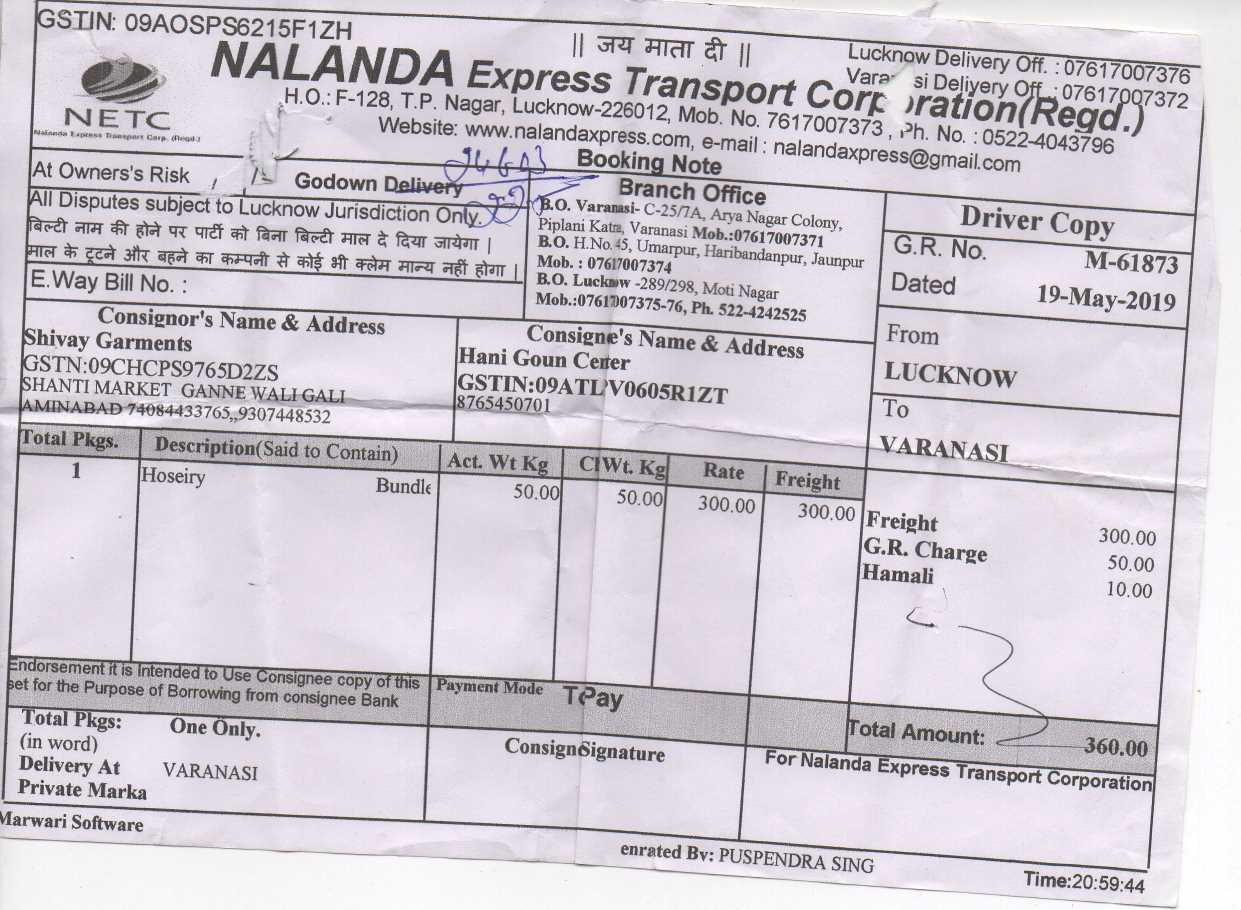 GSTIN: 09AOSPS6215F1ZH
|| जय माता दी ||
Lucknow Delivery Off. : 07617007376
Varanasi Delivery Off. : 07617007372
NETC
Nalanda Express Transport Corp. (Regd.)
NALANDA Express Transport Corporation(Regd.)
H.O.: F-128, T.P. Nagar, Lucknow-226012, Mob. No. 7617007373 , Ph. No. : 0522-4043796
Website: www.nalandaxpress.com, e-mail : nalandaxpress@gmail.com
Booking Note
At Owners's Risk
Godown Delivery
All Disputes subject to Lucknow Jurisdiction Only.
बिल्टी नाम की होने पर पार्टी को बिना बिल्टी माल दे दिया जायेगा |
माल के टूटने और बहने का कम्पनी से कोई भी क्लेम मान्य नहीं होगा |
E.Way Bill No. :
Branch Office
B.O. Varanasi- C-25/7A, Arya Nagar Colony,
Piplani Katra, Varanasi Mob.:07617007371
B.O. H.No.45, Umarpur, Haribandanpur, Jaunpur
Mob. : 07617007374
B.O. Lucknow -289/298, Moti Nagar
Mob.:07617007375-76, Ph. 522-4242525
Driver Copy
G.R. No. M-61873
Dated 19-May-2019
Consignor's Name & Address
Shivay Garments
GSTN:09CHCPS9765D2ZS
SHANTI MARKET GANNE WALI GALI
AMINABAD 74084433765,,9307448532
Consigne's Name & Address
Hani Goun Ceter
GSTIN:09ATL'V0605R1ZT
8765450701
From
LUCKNOW
To
VARANASI
Total Pkgs. Description(Said to Contain) Act. Wt Kg ClWt. Kg Rate Freight
1 Hoseiry Bundle 50.00 50.00 300.00 300.00
Freight 300.00
G.R. Charge 50.00
Hamali 10.00
Endorsement it is Intended to Use Consignee copy of this
set for the Purpose of Borrowing from consignee Bank
Payment Mode ToPay
Total Amount: 360.00
Total Pkgs: One Only.
(in word)
Delivery At VARANASI
Private Marka
Consign Signature
For Nalanda Express Transport Corporation
Marwari Software
enrated By: PUSPENDRA SING
Time:20:59:44